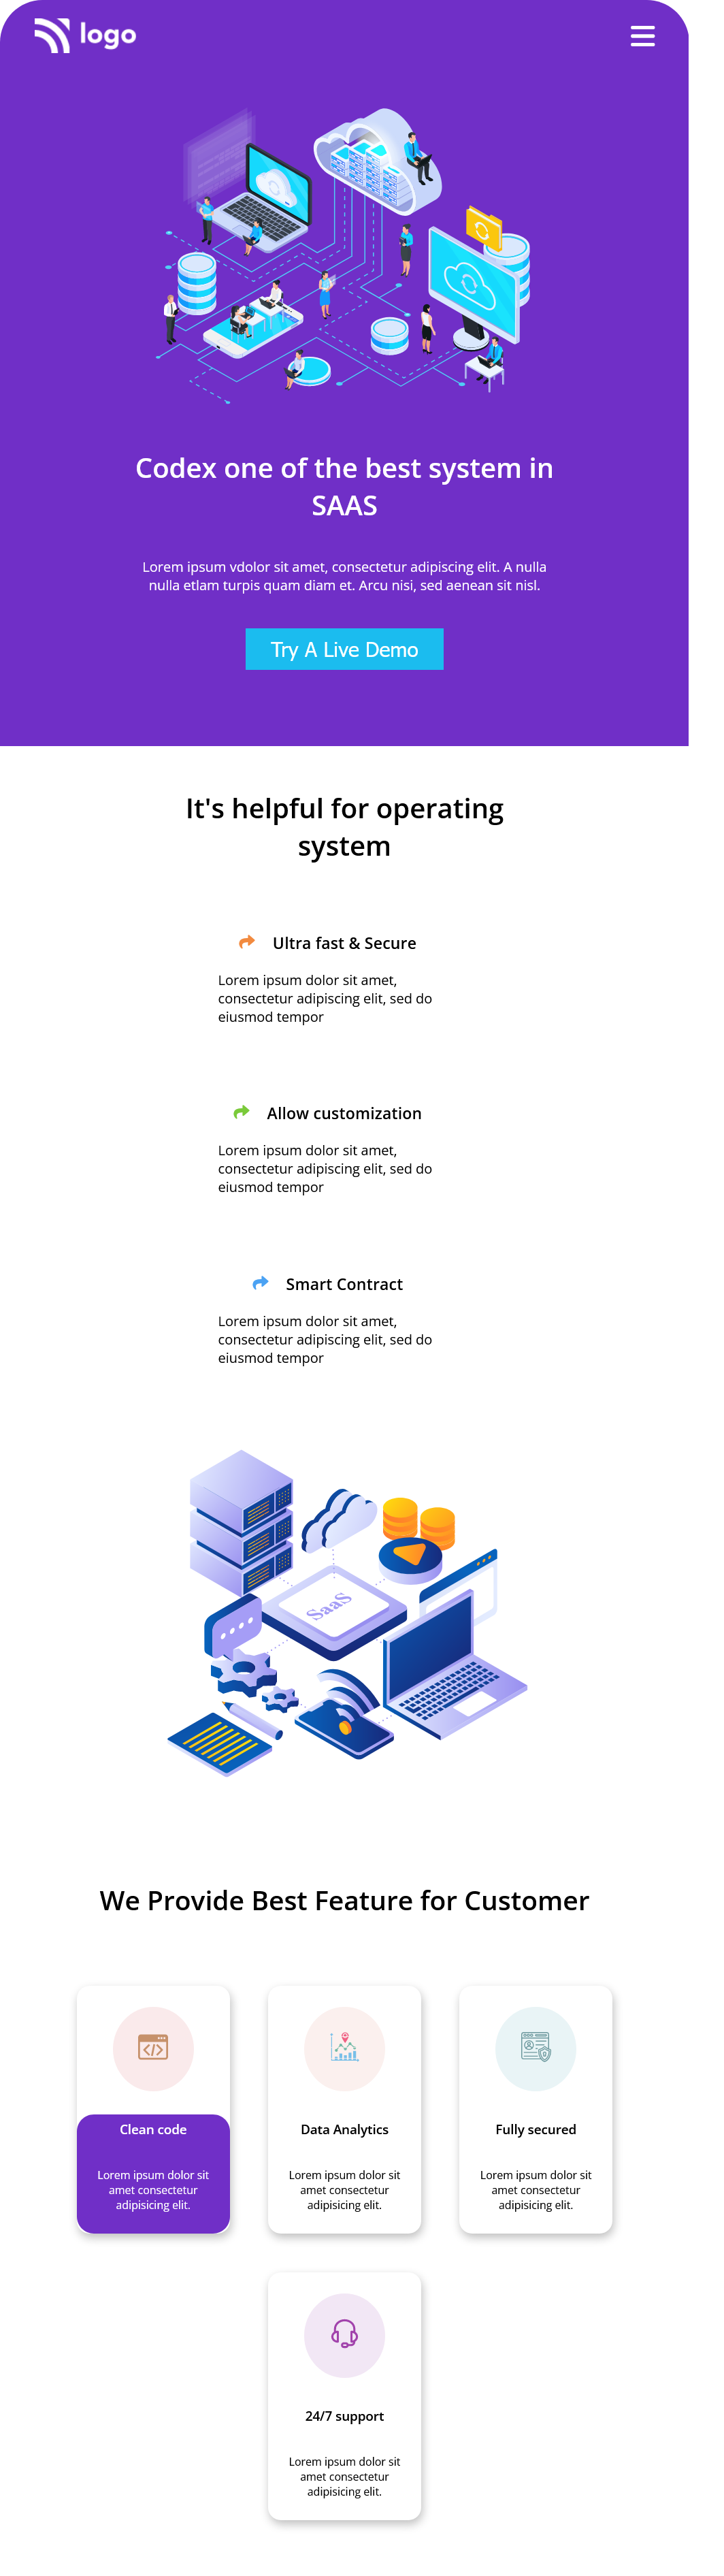 logo
Codex one of the best system in
SAAS
Lorem ipsum vdolor sit amet, consectetur adipiscing elit. A nulla
nulla etlam turpis quam diam et. Arcu nisi, sed aenean sit nisl.
Try A Live Demo
It's helpful for operating
system
Ultra fast & Secure
Lorem ipsum dolor sit amet,
consectetur adipiscing elit, sed do
eiusmod tempor
Allow customization
Lorem ipsum dolor sit amet,
consectetur adipiscing elit, sed do
eiusmod tempor
Smart Contract
Lorem ipsum dolor sit amet,
consectetur adipiscing elit, sed do
eiusmod tempor
SaaS
We Provide Best Feature for Customer
Clean code
Lorem ipsum dolor sit
amet consectetur
adipisicing elit.
Data Analytics
Lorem ipsum dolor sit
amet consectetur
adipisicing elit.
Fully secured
Lorem ipsum dolor sit
amet consectetur
adipisicing elit.
24/7 support
Lorem ipsum dolor sit
amet consectetur
adipisicing elit.